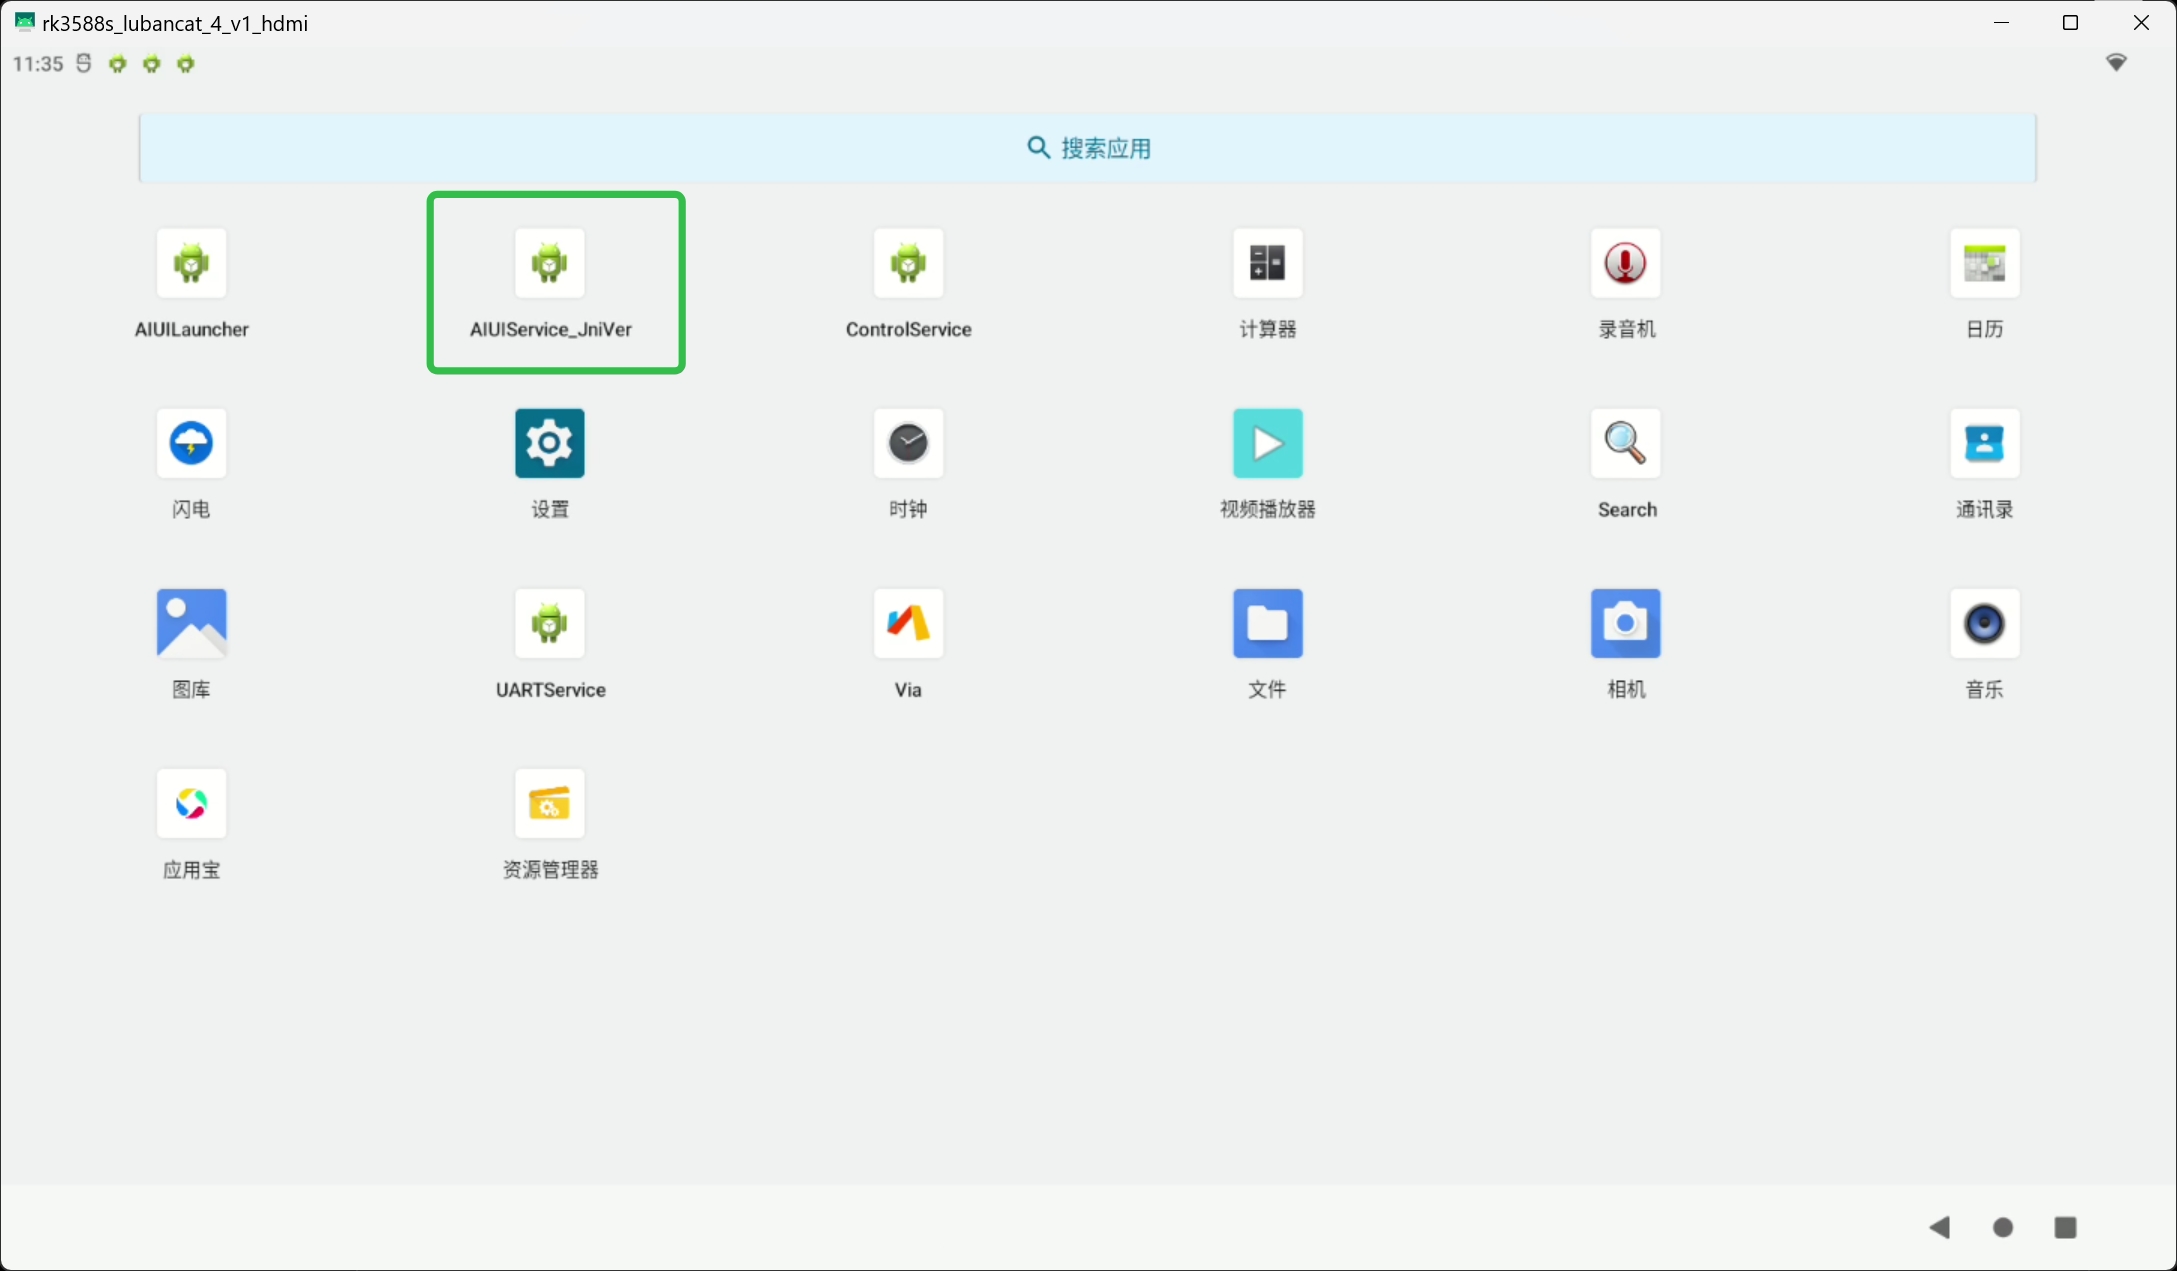 rk3588s_lubancat_4_v1_hdmi
11:35
搜索应用
AIUILauncher
AIUIService_JniVer
ControlService
计算器
录音机
日历
闪电
设置
时钟
视频播放器
Search
通讯录
图库
UARTService
Via
文件
相机
音乐
应用宝
资源管理器